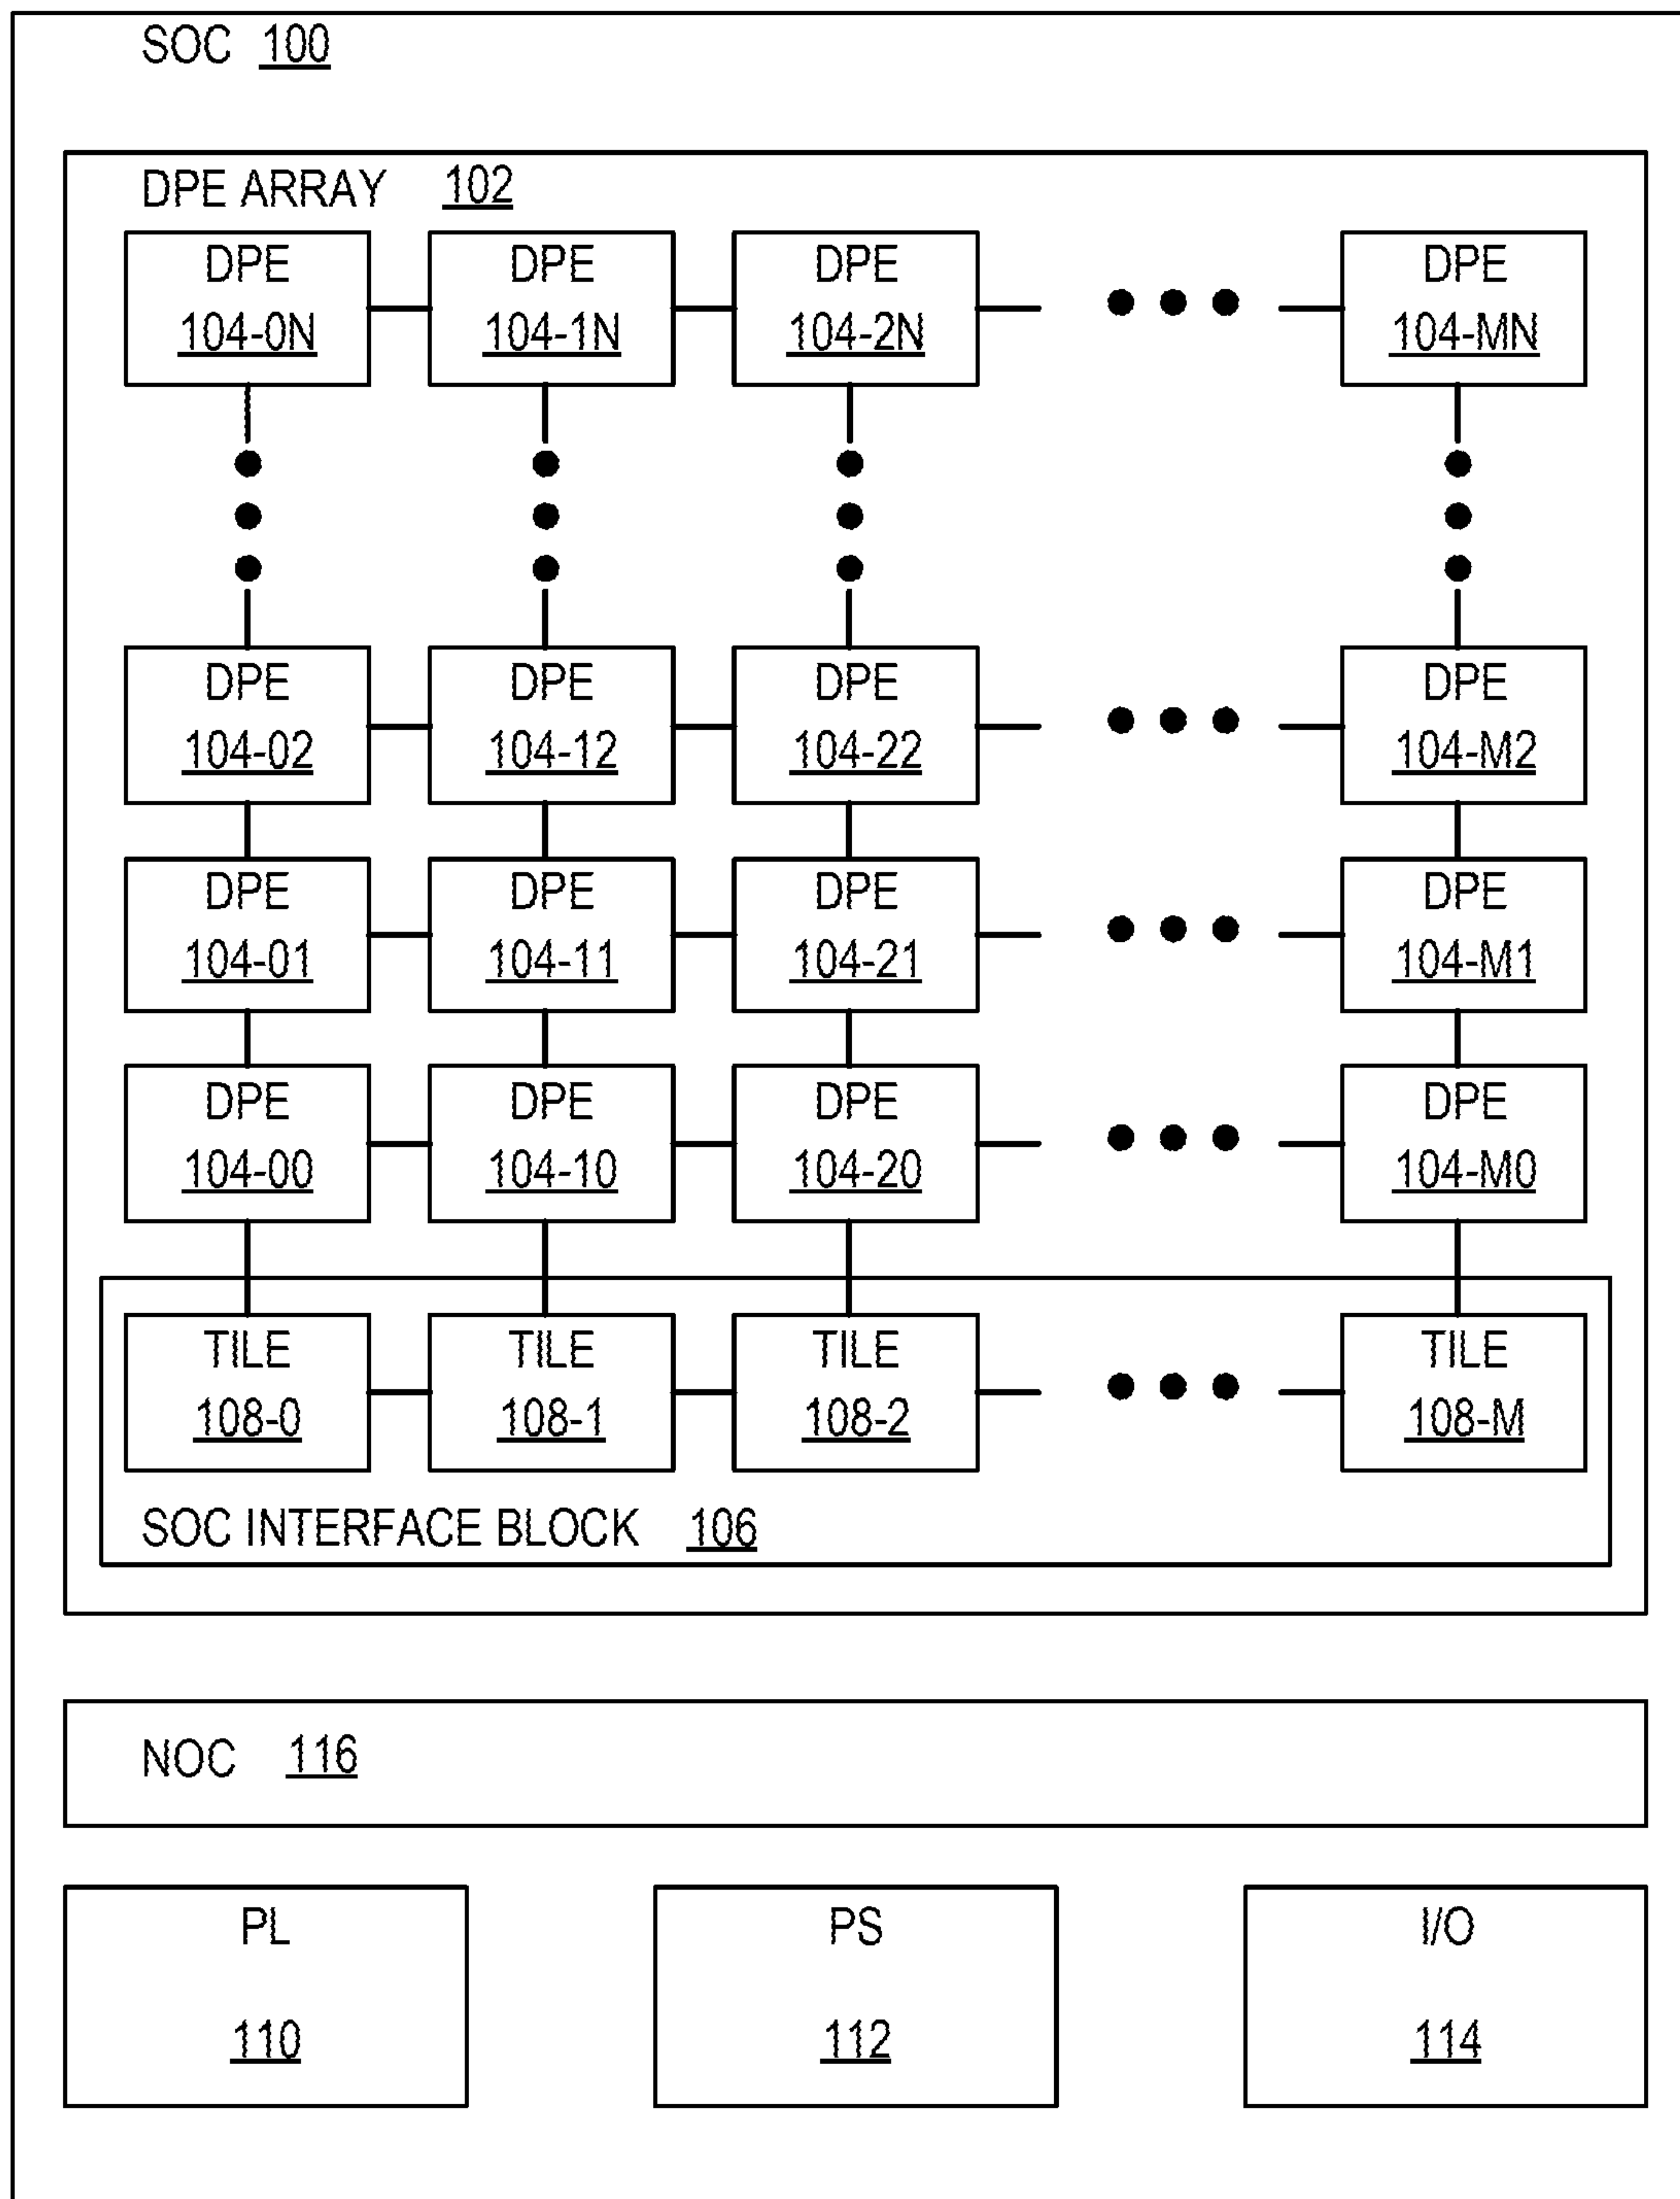 SOC 100
DPE ARRAY 102
DPE DPE DPE DPE
104-0N 104-1N 104-2N 104-MN
DPE DPE DPE DPE
104-02 104-12 104-22 104-M2
DPE DPE DPE DPE
104-01 104-11 104-21 104-M1
DPE DPE DPE DPE
104-00 104-10 104-20 104-M0
TILE TILE TILE TILE
108-0 108-1 108-2 108-M
SOC INTERFACE BLOCK 106
NOC 116
PL PS I/O
110 112 114